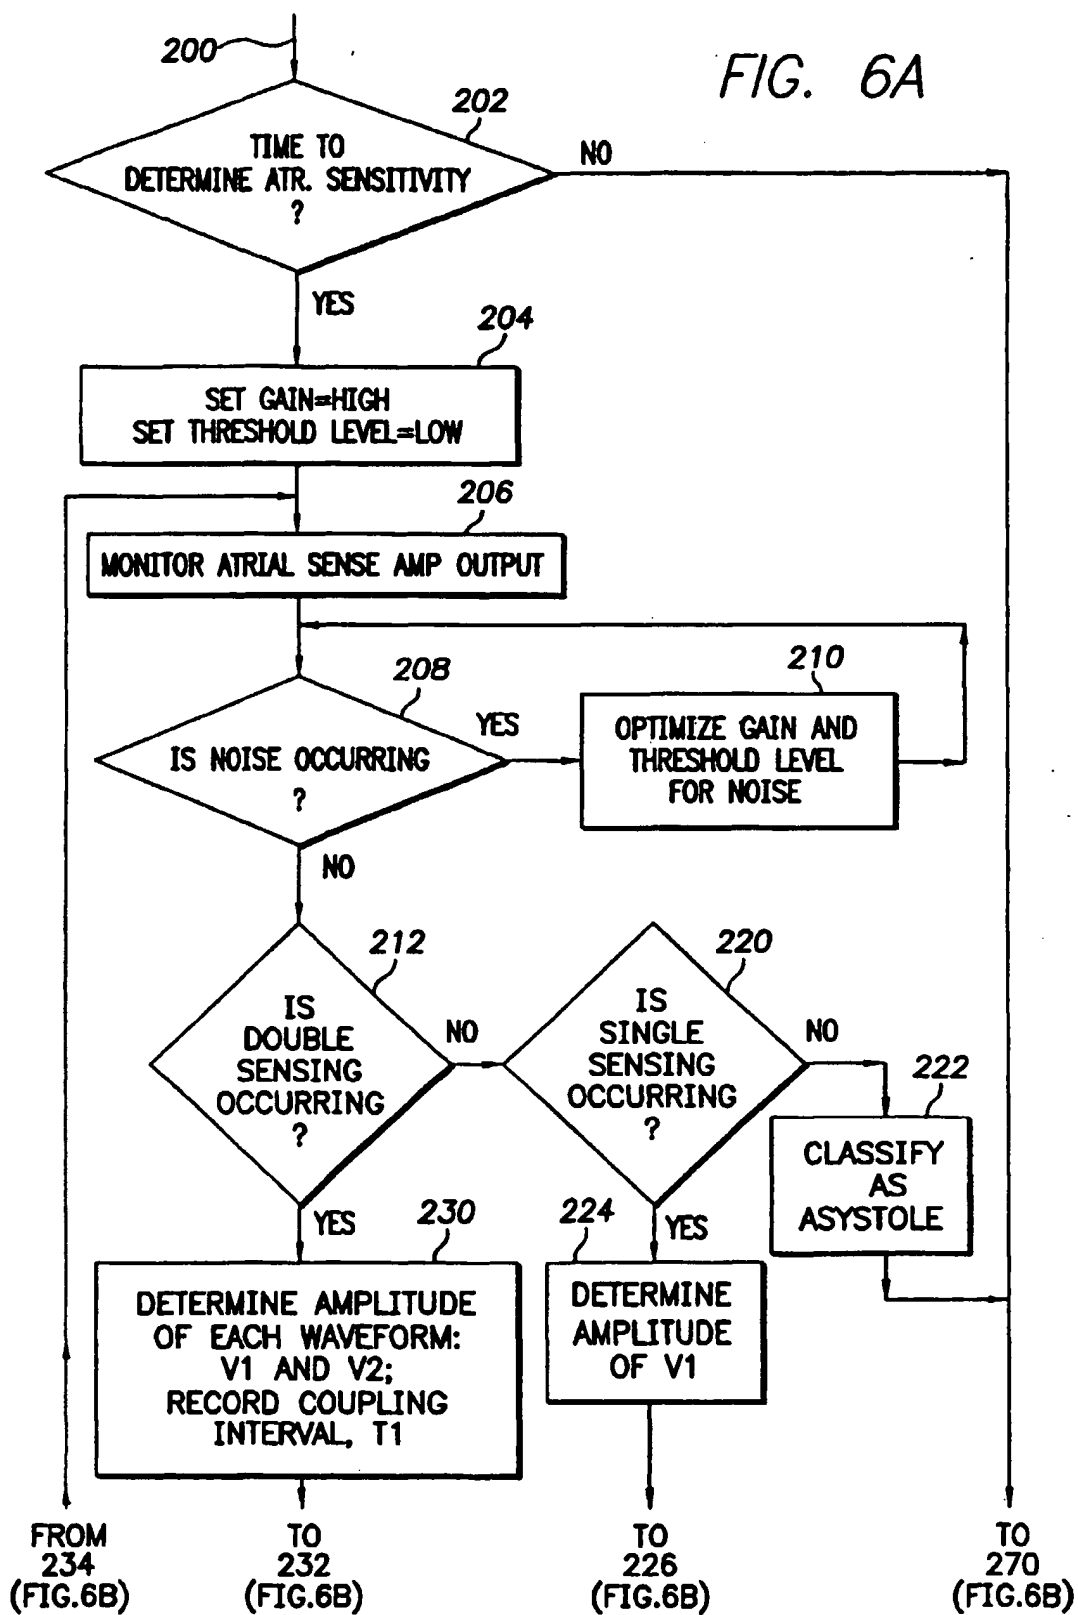 200
FIG. 6A
202
TIME TO
DETERMINE ATR. SENSITIVITY
?
NO
YES
204
SET GAIN=HIGH
SET THRESHOLD LEVEL=LOW
206
MONITOR ATRIAL SENSE AMP OUTPUT
208
IS NOISE OCCURRING
?
YES
210
OPTIMIZE GAIN AND
THRESHOLD LEVEL
FOR NOISE
NO
212
IS
DOUBLE
SENSING
OCCURRING
?
NO
220
IS
SINGLE
SENSING
OCCURRING
?
NO
222
CLASSIFY
AS
ASYSTOLE
YES
230
DETERMINE AMPLITUDE
OF EACH WAVEFORM:
V1 AND V2;
RECORD COUPLING
INTERVAL, T1
224
YES
DETERMINE
AMPLITUDE
OF V1
FROM
234
(FIG.6B)
TO
232
(FIG.6B)
TO
226
(FIG.6B)
TO
270
(FIG.6B)